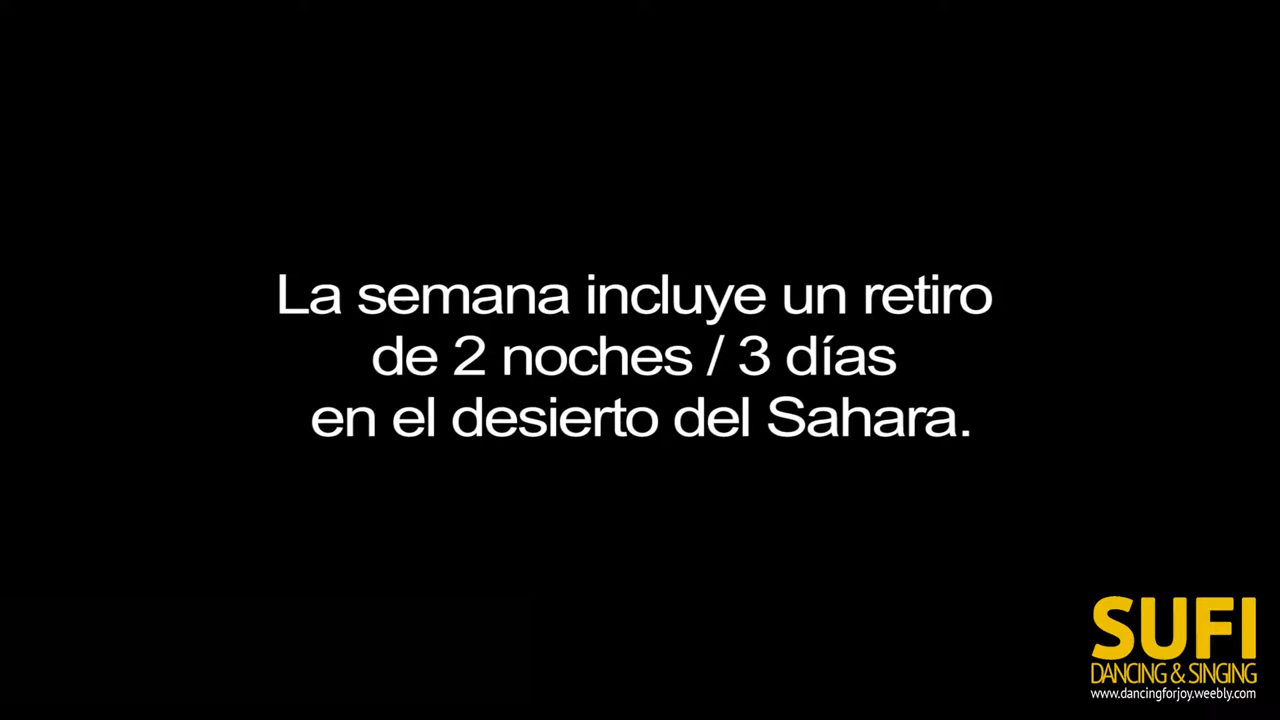 La semana incluye un retiro
de 2 noches / 3 días
en el desierto del Sahara.
SUFI
DANCING & SINGING
www.dancingforjoy.weebly.com